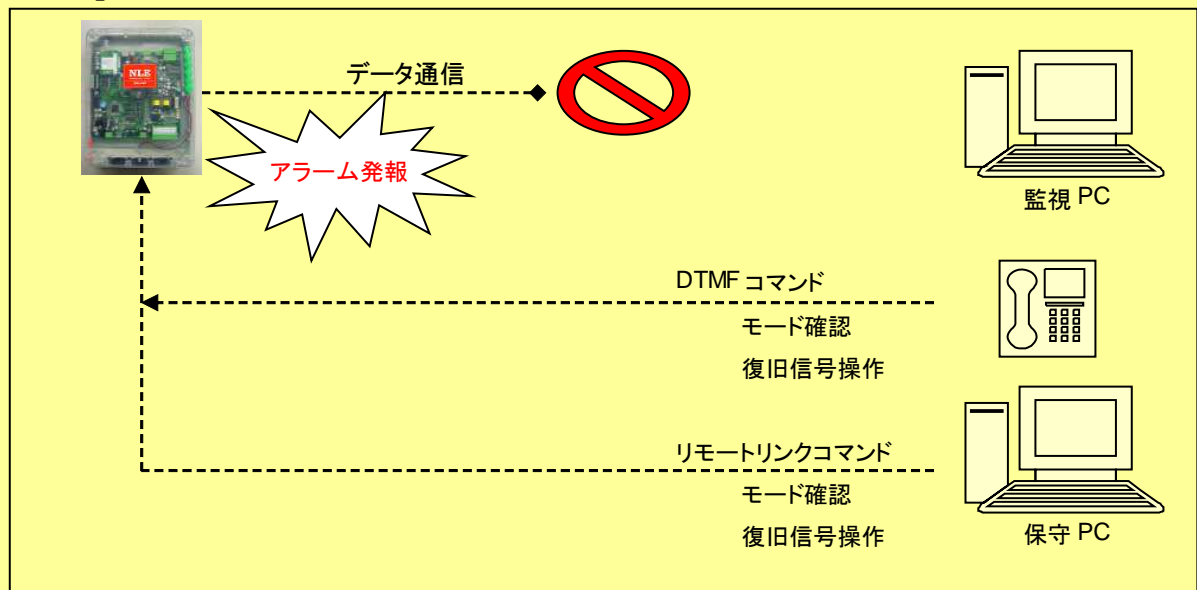 NLE
データ通信
アラーム発報
監視 PC
DTMF コマンド
モード確認
復旧信号操作
リモートリンクコマンド
モード確認
復旧信号操作
保守 PC